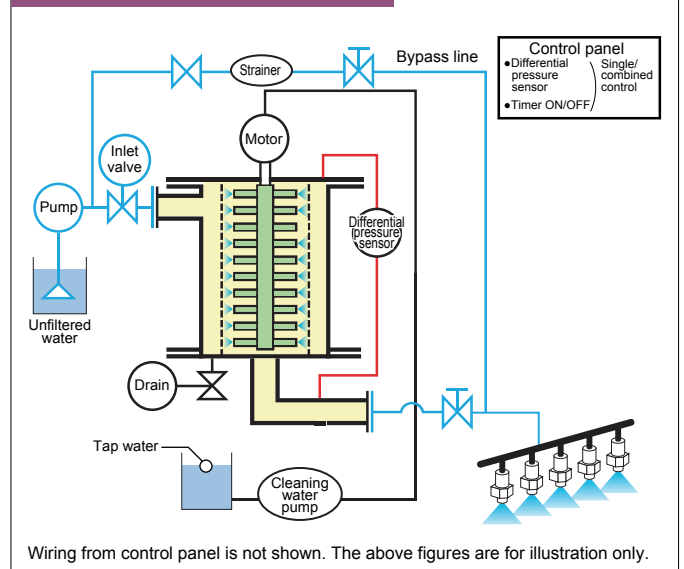 Bypass line
Control panel
●Differential pressure sensor
●Timer ON/OFF
Single/combined control
Strainer
Motor
Inlet valve
Pump
Differential pressure sensor
Unfiltered water
Drain
Tap water
Cleaning water pump
Wiring from control panel is not shown. The above figures are for illustration only.